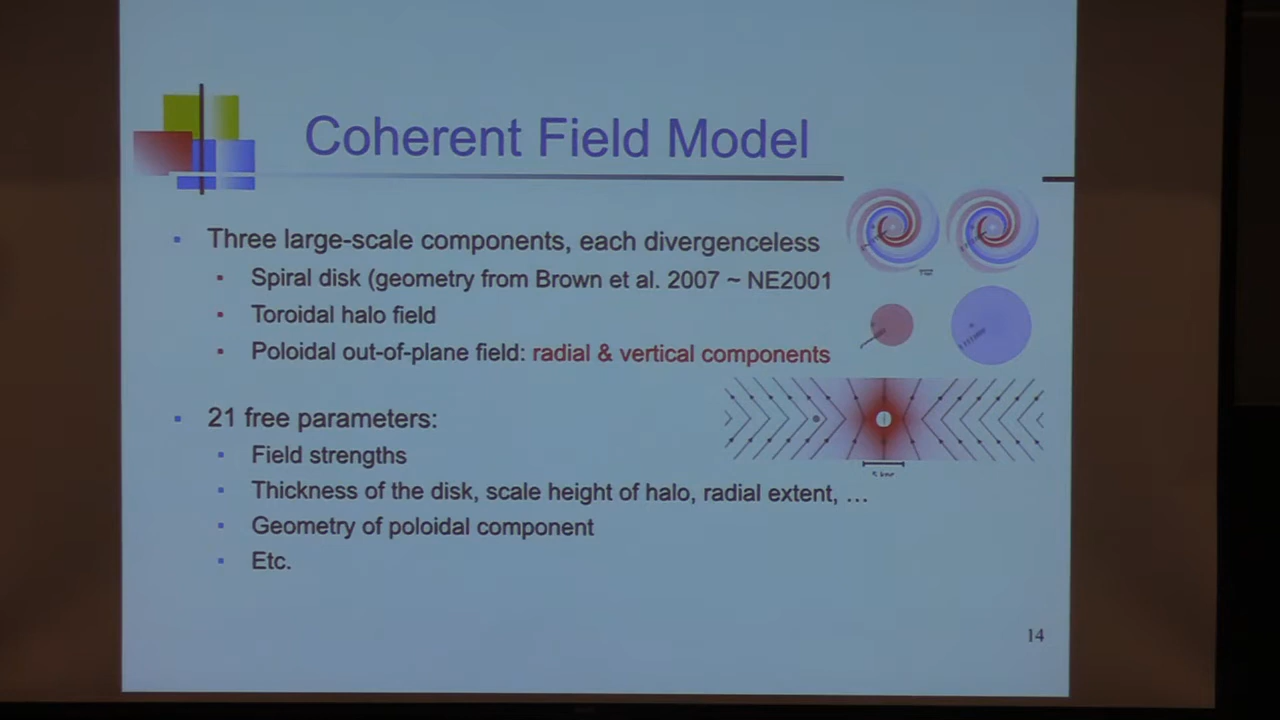 Coherent Field Model
Three large-scale components, each divergenceless
Spiral disk (geometry from Brown et al. 2007 ~ NE2001
Toroidal halo field
Poloidal out-of-plane field: radial & vertical components
21 free parameters:
Field strengths
Thickness of the disk, scale height of halo, radial extent, …
Geometry of poloidal component
Etc.
14